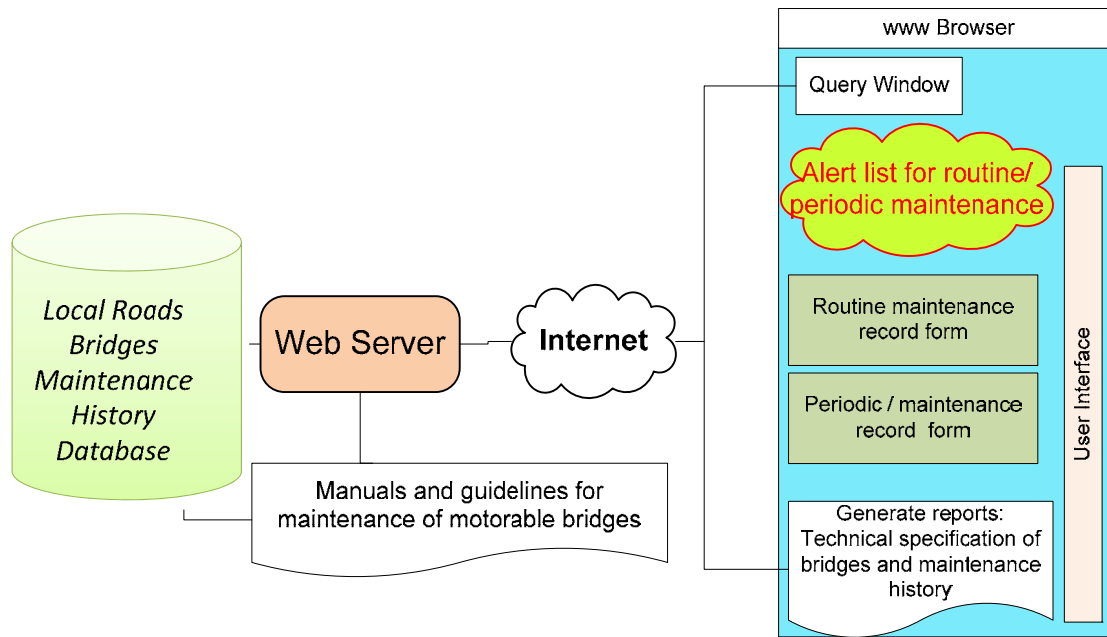 www Browser
Query Window
Alert list for routine/
periodic maintenance
Local Roads
Bridges
Maintenance
History
Database
Web Server
Internet
Routine maintenance
record form
Periodic / maintenance
record form
User Interface
Manuals and guidelines for
maintenance of motorable bridges
Generate reports:
Technical specification of
bridges and maintenance
history